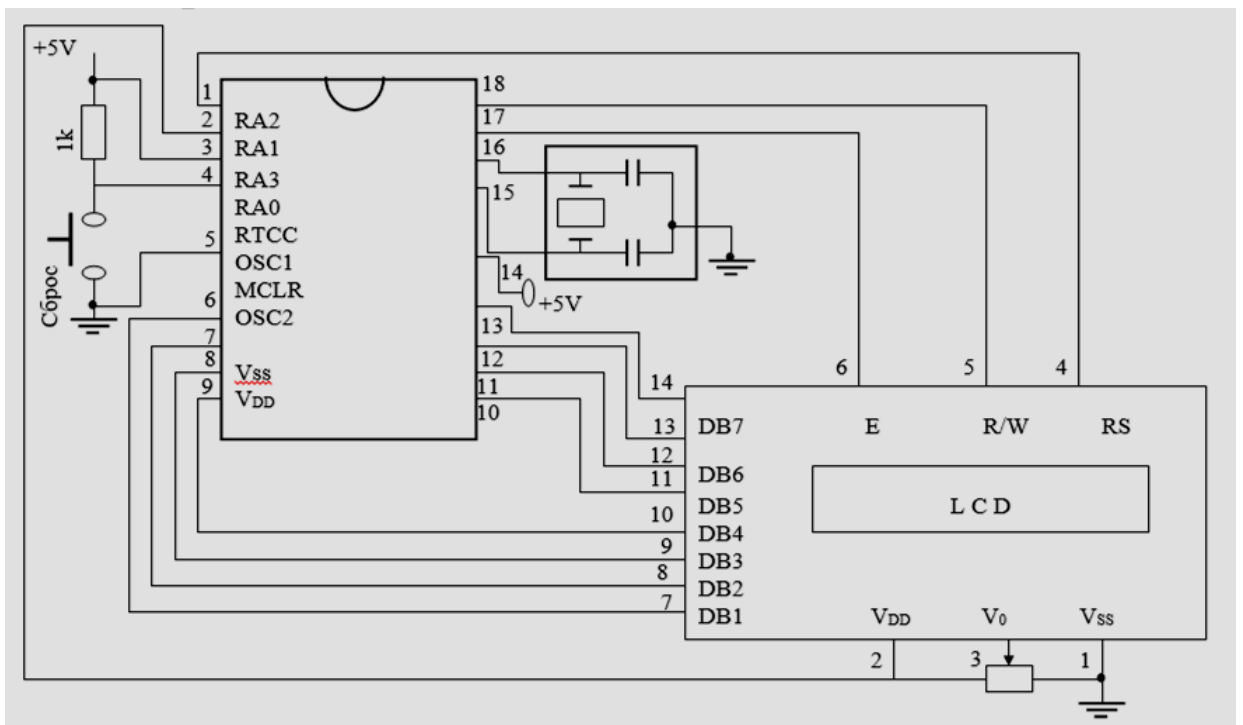 +5V
1k
Сброс
1
2
3
4
5
6
7
8
9
RA2
RA1
RA3
RA0
RTCC
OSC1
MCLR
OSC2
Vss
VDD
18
17
16
15
14
+5V
13
12
11
10
14
13
12
11
10
9
8
7
6
5
4
DB7
DB6
DB5
DB4
DB3
DB2
DB1
E
R/W
RS
L C D
VDD
V0
Vss
2
3
1